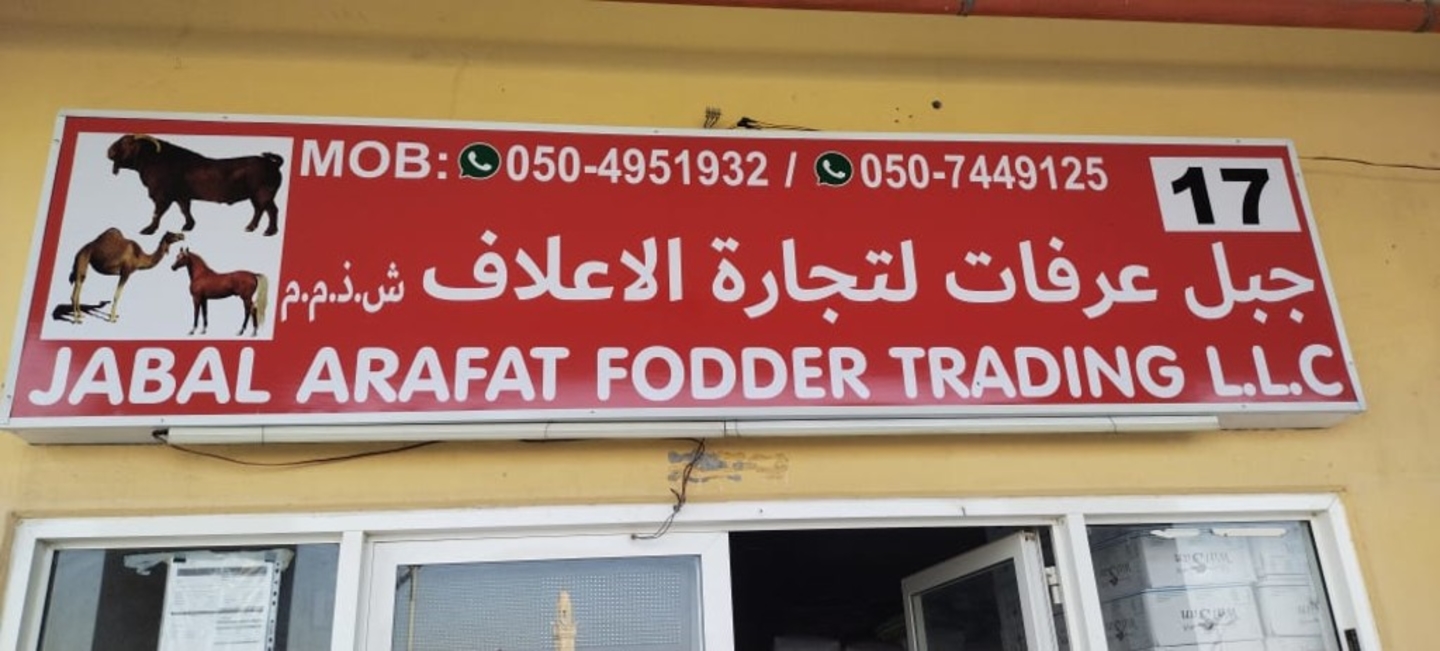 MOB: 050-4951932 / 050-7449125
17
جبل عرفات لتجارة الاعلاف ش.ذ.م.م
JABAL ARAFAT FODDER TRADING L.L.C